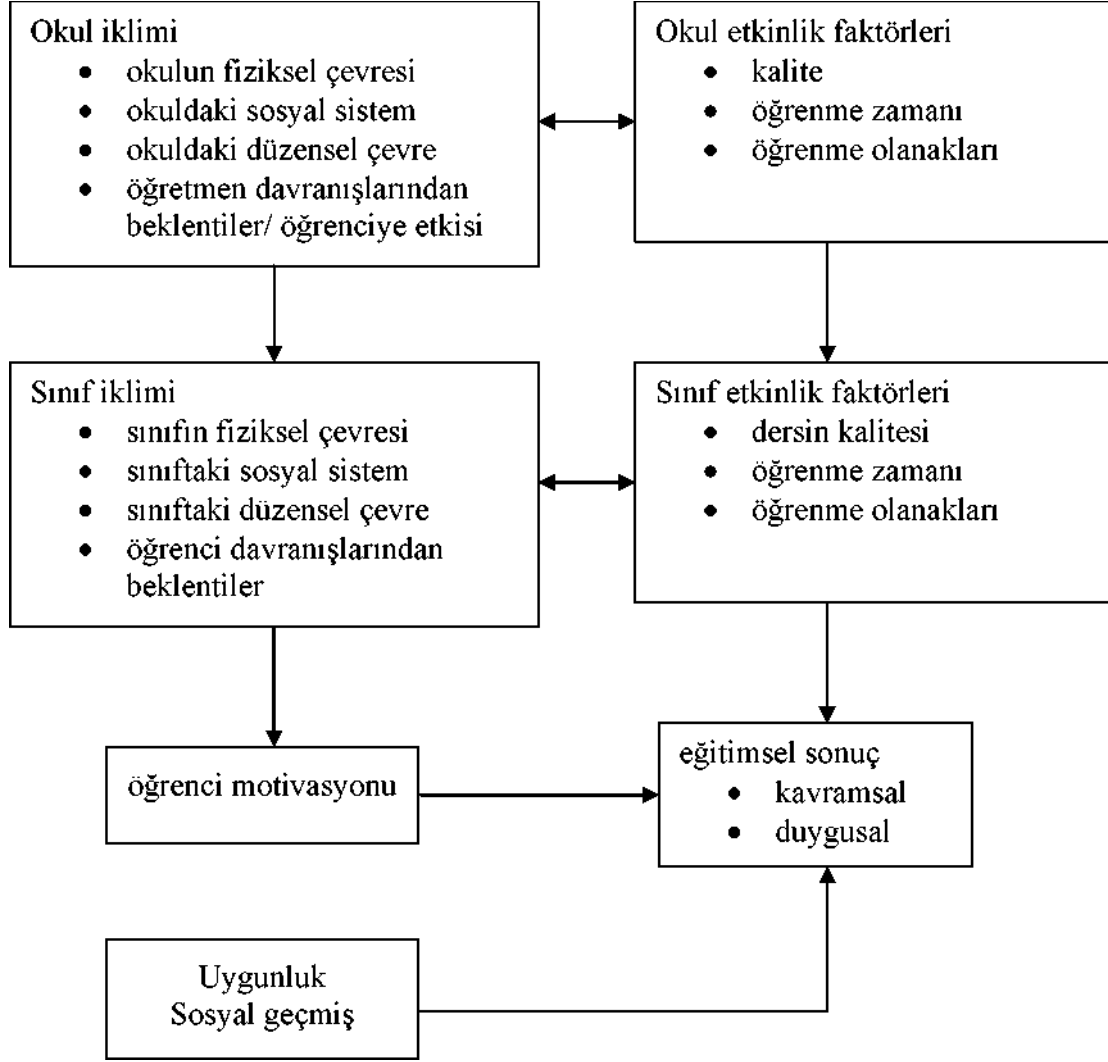 Okul iklimi
• okulun fiziksel çevresi
• okuldaki sosyal sistem
• okuldaki düzensel çevre
• öğretmen davranışlarından
beklentiler/ öğrenciye etkisi
Okul etkinlik faktörleri
• kalite
• öğrenme zamanı
• öğrenme olanakları
Sınıf iklimi
• sınıfın fiziksel çevresi
• sınıftaki sosyal sistem
• sınıftaki düzensel çevre
• öğrenci davranışlarından
beklentiler
Sınıf etkinlik faktörleri
• dersin kalitesi
• öğrenme zamanı
• öğrenme olanakları
öğrenci motivasyonu
eğitimsel sonuç
• kavramsal
• duygusal
Uygunluk
Sosyal geçmiş